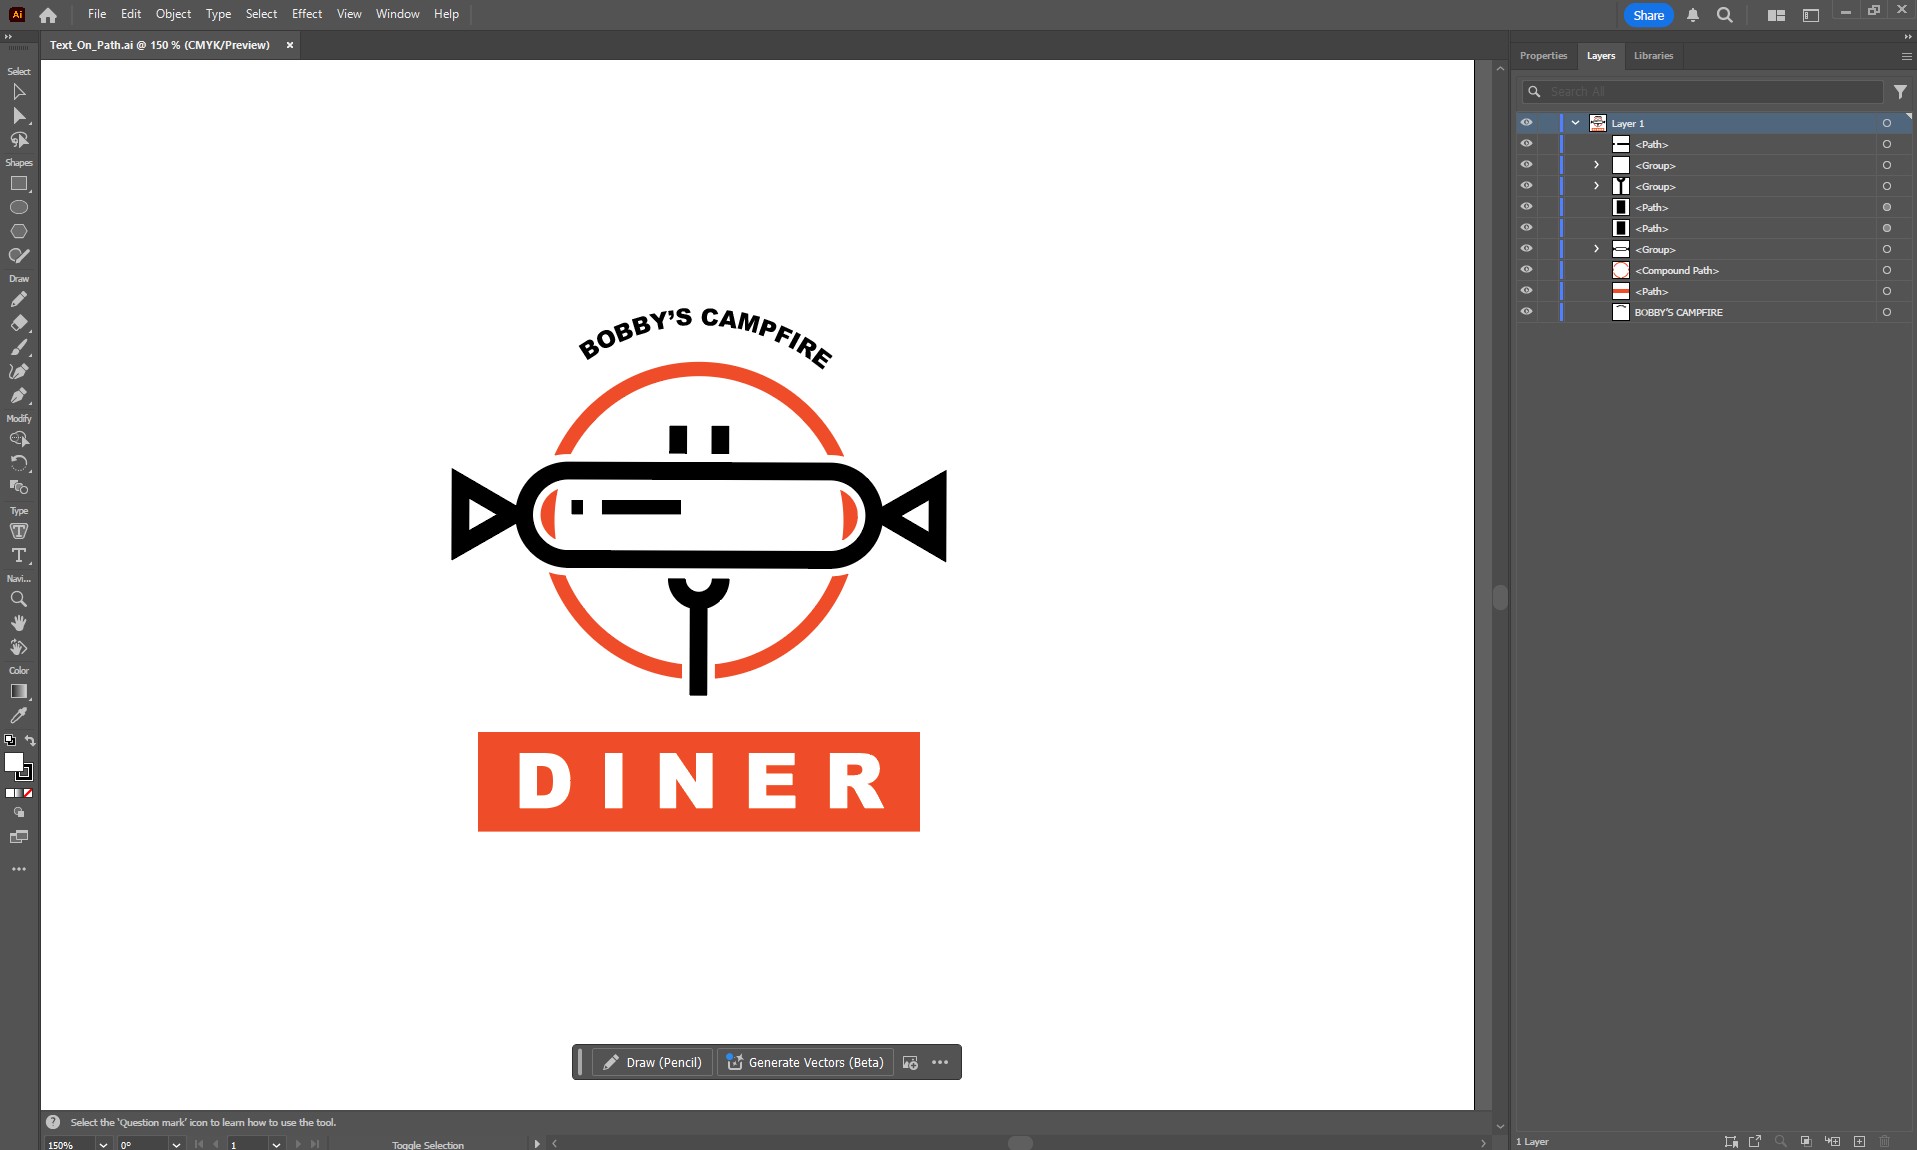 Ai File Edit Object Type Select Effect View Window Help Share
Text_On_Path.ai @ 150 % (CMYK/Preview) ×
Properties Layers Libraries
Select
Search All
Layer 1
<Path>
Shapes
<Group>
<Group>
<Path>
<Path>
<Group>
Draw
<Compound Path>
<Path>
BOBBY'S CAMPFIRE
BOBBY'S CAMPFIRE
Modify
Type
Navi...
Color
DINER
Draw (Pencil) Generate Vectors (Beta)
Select the 'Question mark' icon to learn how to use the tool.
150% 0° 1 Toggle Selection
1 Layer